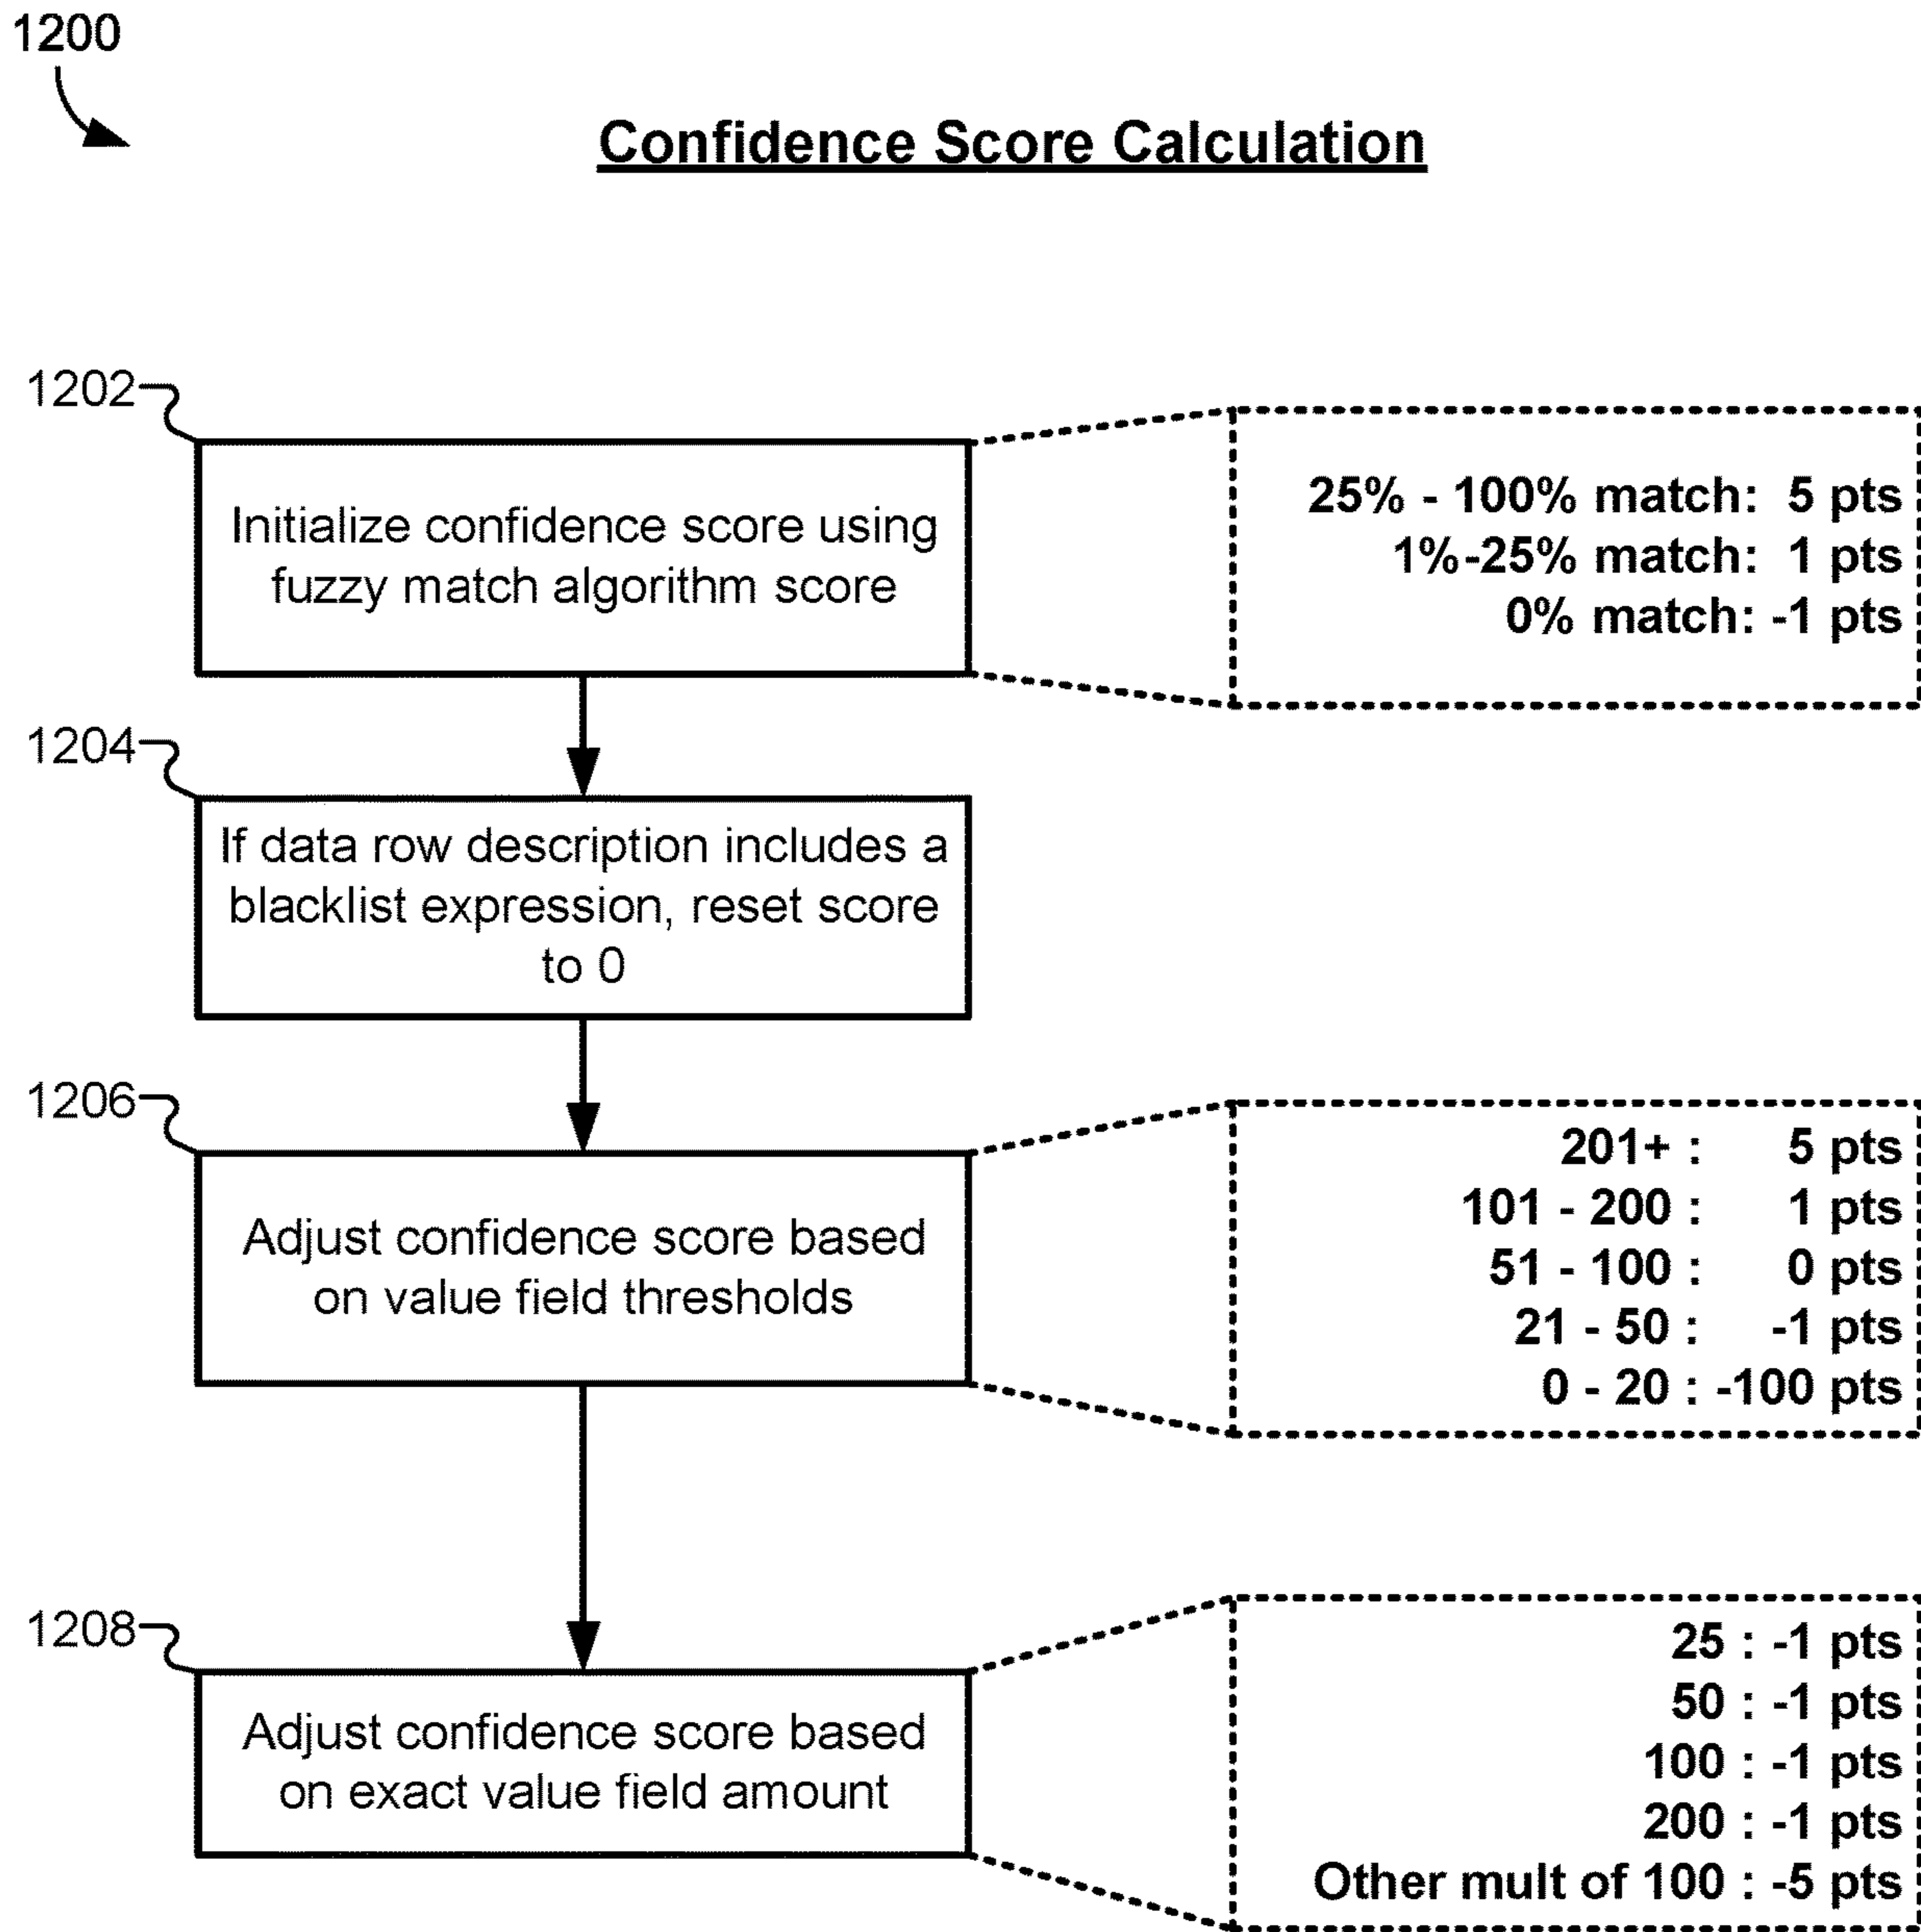 1200
Confidence Score Calculation
1202
Initialize confidence score using
fuzzy match algorithm score
25% - 100% match: 5 pts
1%-25% match: 1 pts
0% match: -1 pts
1204
If data row description includes a
blacklist expression, reset score
to 0
1206
Adjust confidence score based
on value field thresholds
201+ : 5 pts
101 - 200 : 1 pts
51 - 100 : 0 pts
21 - 50 : -1 pts
0 - 20 : -100 pts
1208
Adjust confidence score based
on exact value field amount
25 : -1 pts
50 : -1 pts
100 : -1 pts
200 : -1 pts
Other mult of 100 : -5 pts